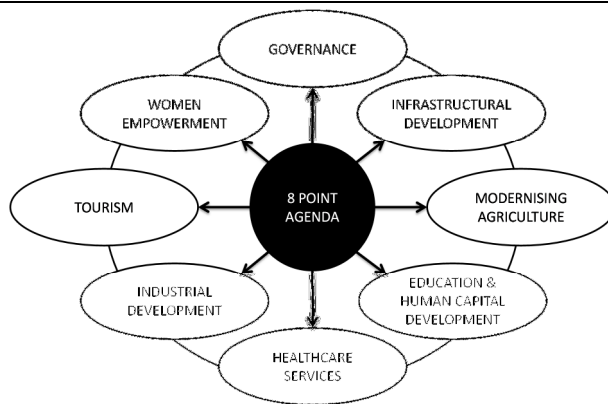 GOVERNANCE
WOMEN
EMPOWERMENT
INFRASTRUCTURAL
DEVELOPMENT
TOURISM
8 POINT
AGENDA
MODERNISING
AGRICULTURE
INDUSTRIAL
DEVELOPMENT
EDUCATION &
HUMAN CAPITAL
DEVELOPMENT
HEALTHCARE
SERVICES